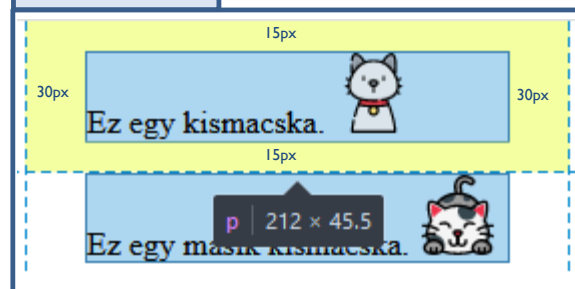 15px
30px
Ez egy kismacska.
30px
15px
p 212 × 45.5
Ez egy másik kismacska.